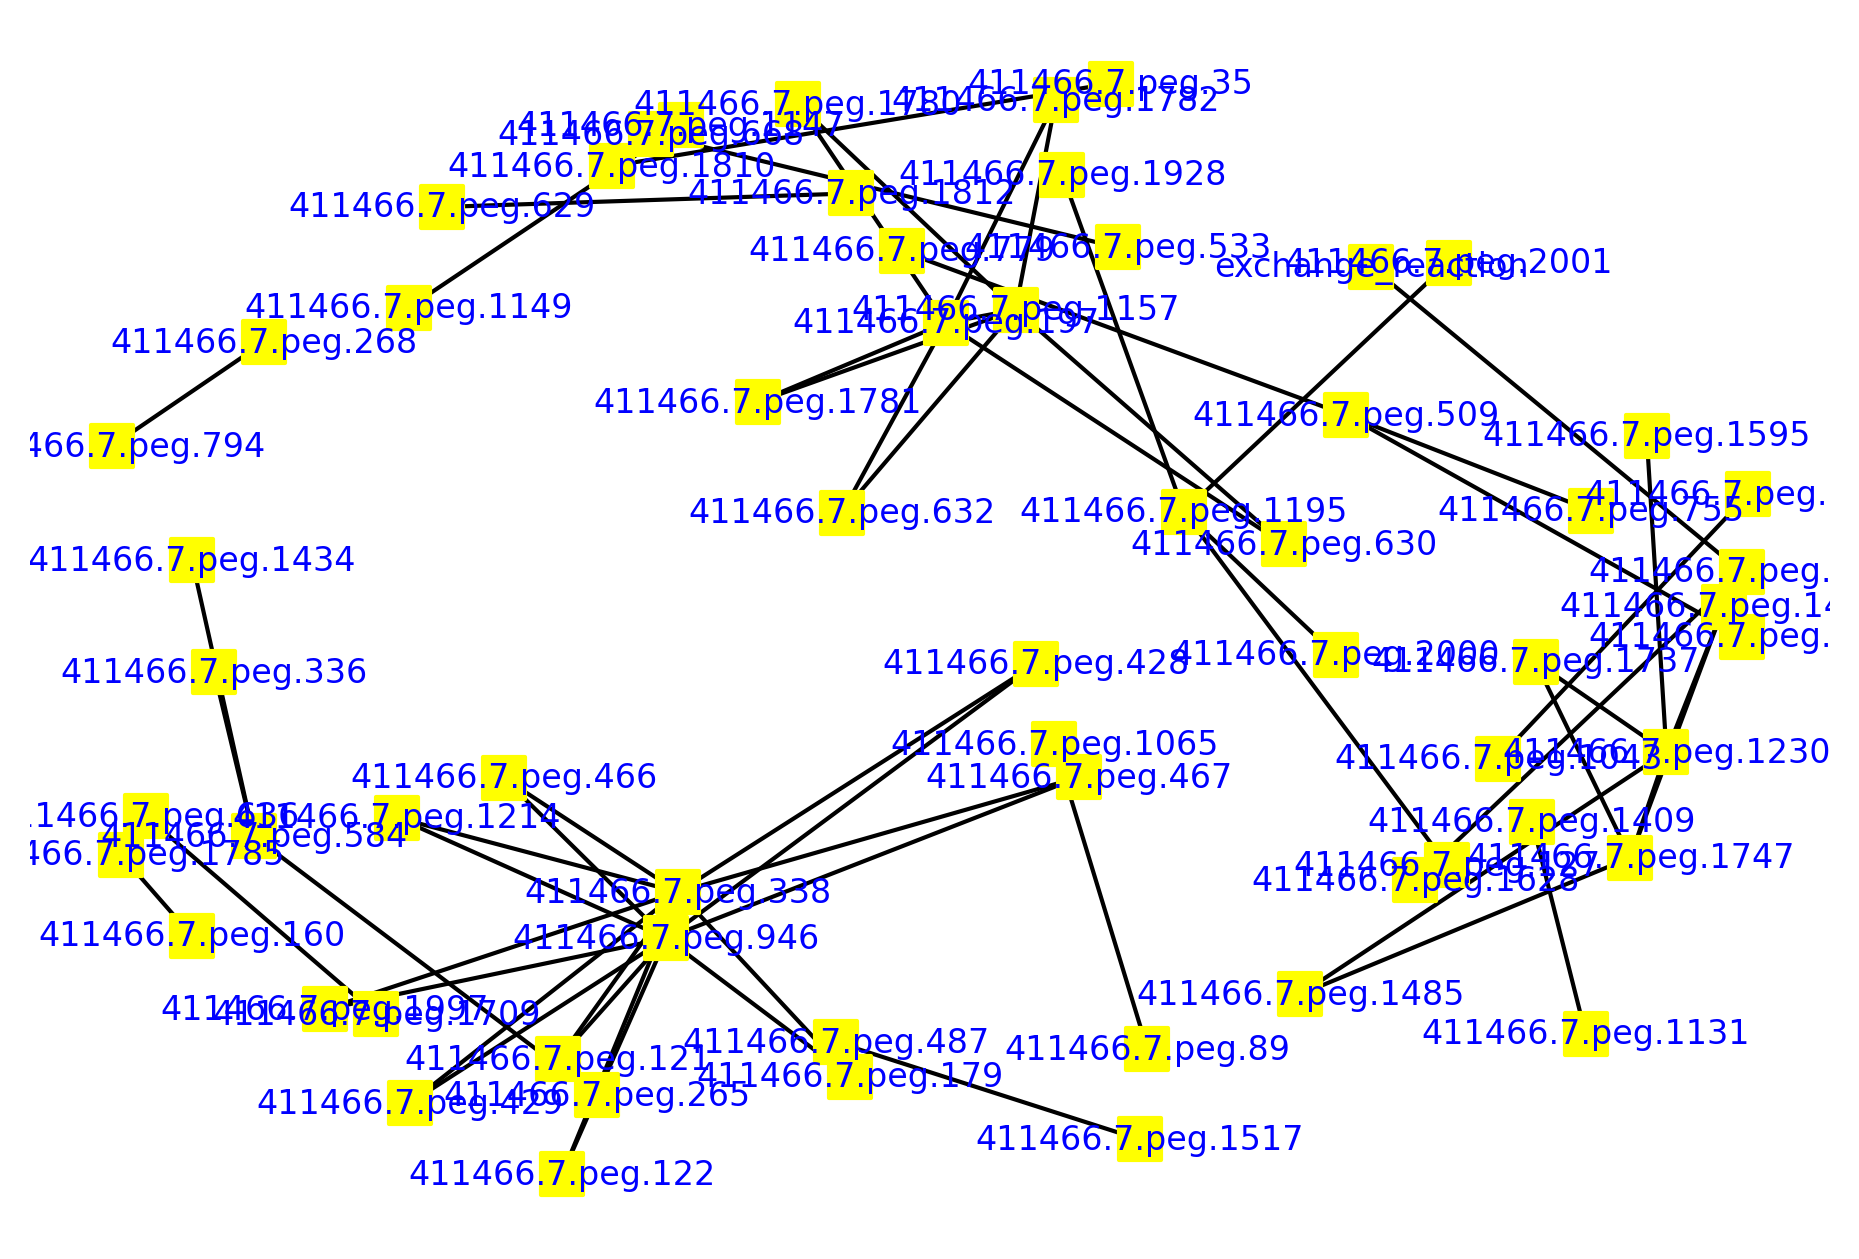 411466.7.peg.35
411466.7.peg.1782
411466.7.peg.1780
411466.7.peg.1147
411466.7.peg.668
411466.7.peg.1810
411466.7.peg.1928
411466.7.peg.1812
411466.7.peg.629
411466.7.peg.779
411466.7.peg.533
411466.7.peg.2001
exchange_reaction
411466.7.peg.1149
411466.7.peg.1157
411466.7.peg.197
411466.7.peg.268
411466.7.peg.1781
411466.7.peg.509
411466.7.peg.1595
466.7.peg.794
411466.7.peg.
411466.7.peg.632
411466.7.peg.1195
411466.7.peg.755
411466.7.peg.630
411466.7.peg.1434
411466.7.peg.
411466.7.peg.14
411466.7.peg.
411466.7.peg.428
411466.7.peg.2000
411466.7.peg.1737
411466.7.peg.336
411466.7.peg.1065
411466.7.peg.1043
411466.7.peg.1230
411466.7.peg.466
411466.7.peg.467
411466.7.peg.636
411466.7.peg.1214
411466.7.peg.584
411466.7.peg.1409
466.7.peg.1785
411466.7.peg.1747
411466.7.peg.1628
411466.7.peg.338
411466.7.peg.160
411466.7.peg.946
411466.7.peg.1485
411466.7.peg.1997
411466.7.peg.1709
411466.7.peg.1131
411466.7.peg.487
411466.7.peg.89
411466.7.peg.121
411466.7.peg.179
411466.7.peg.265
411466.7.peg.429
411466.7.peg.1517
411466.7.peg.122